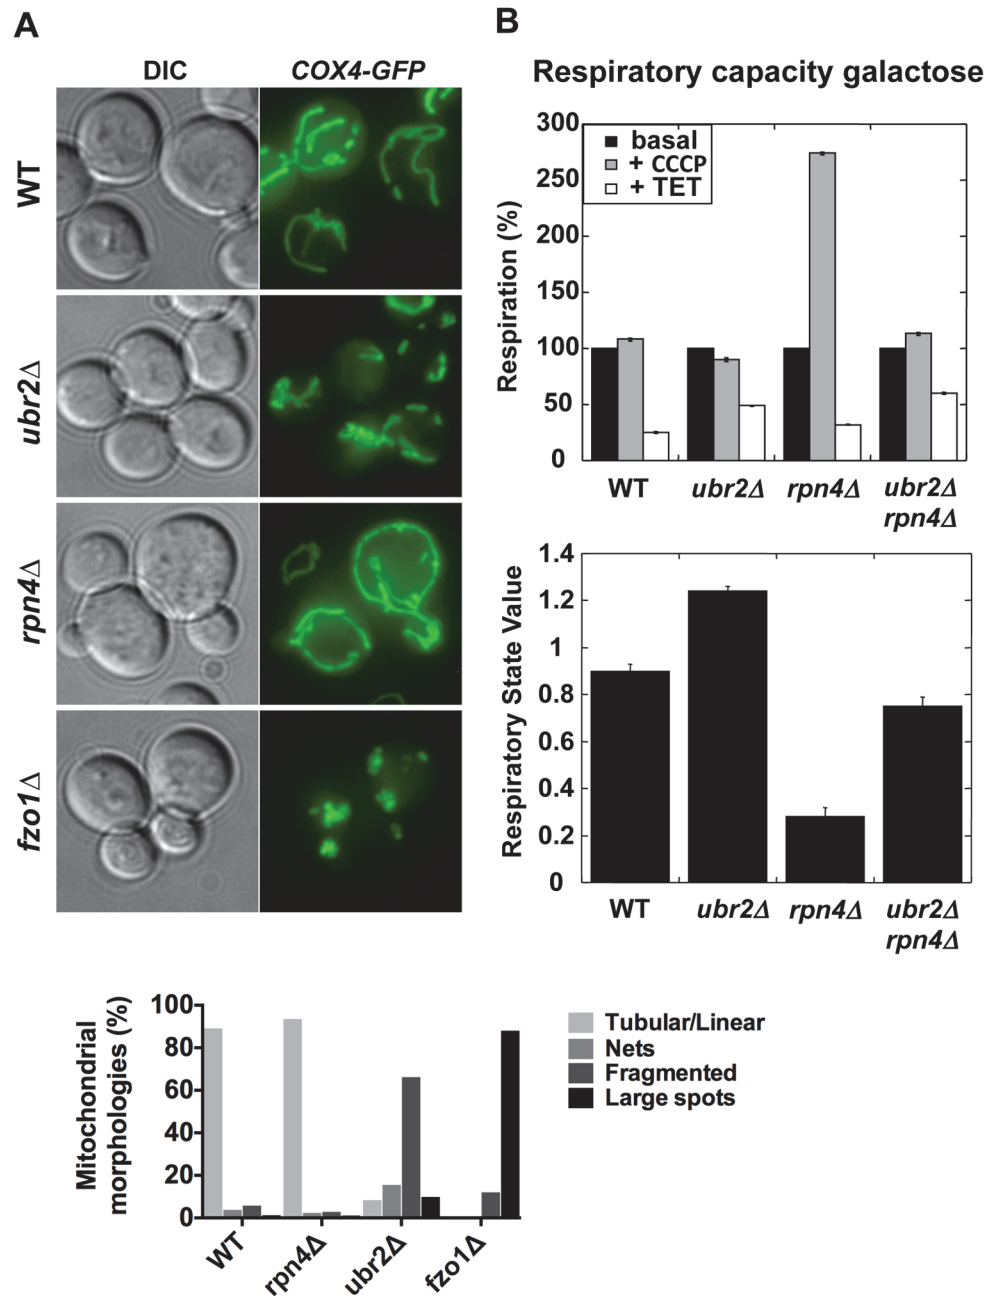 A
DIC
COX4-GFP
WT
ubr2Δ
rpn4Δ
fzo1Δ
Mitochondrial
morphologies (%)
100
80
60
40
20
0
WT
rpn4Δ
ubr2Δ
fzo1Δ
Tubular/Linear
Nets
Fragmented
Large spots
B
Respiratory capacity galactose
Respiration (%)
300
250
200
150
100
50
0
basal
+ CCCP
+ TET
WT
ubr2Δ
rpn4Δ
ubr2Δ
rpn4Δ
Respiratory State Value
1.4
1.2
1
0.8
0.6
0.4
0.2
0
WT
ubr2Δ
rpn4Δ
ubr2Δ
rpn4Δ